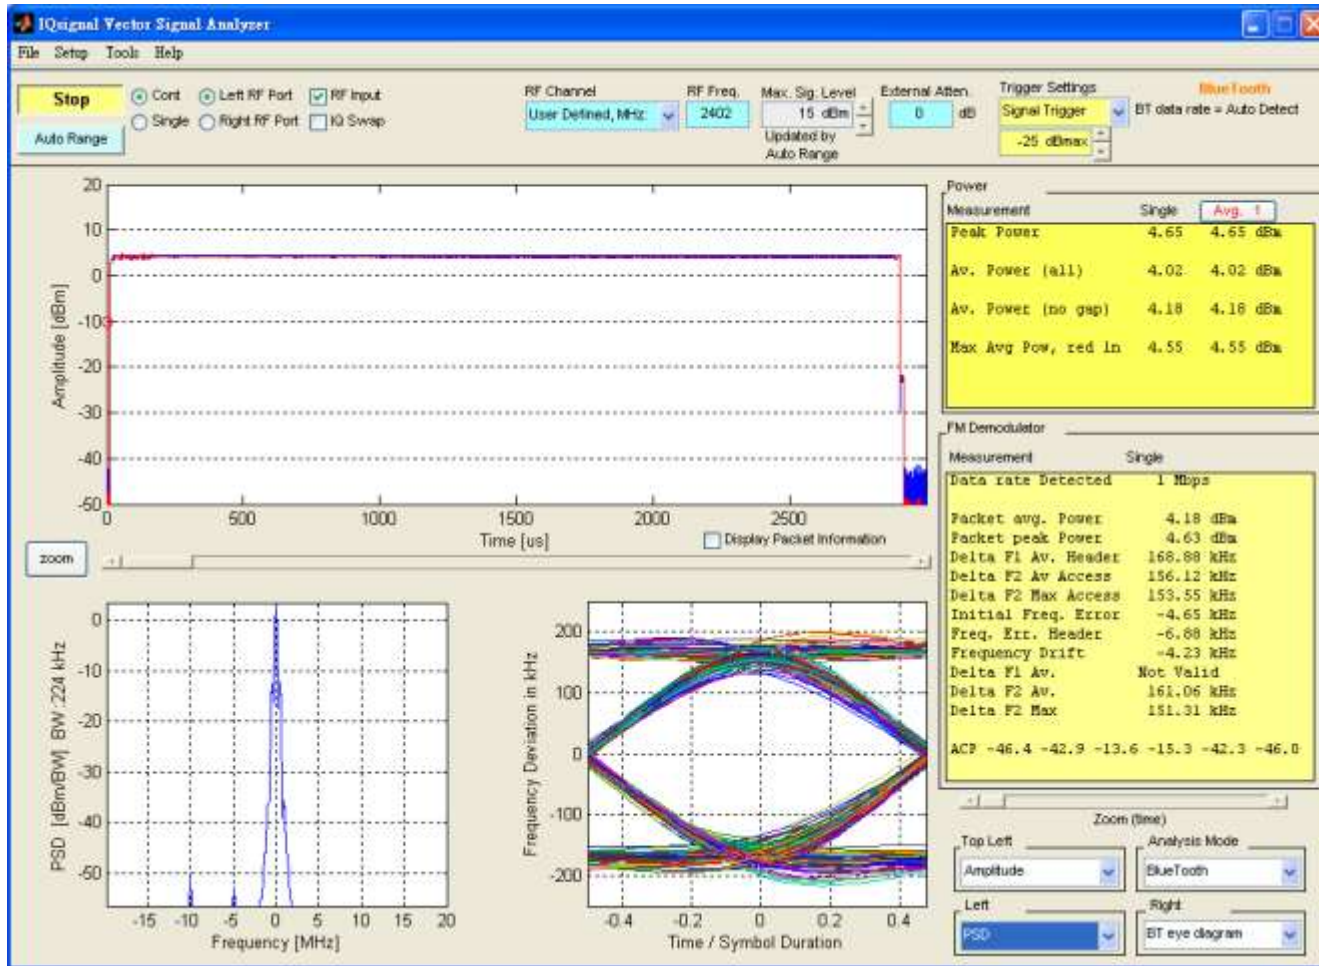 IQsignal Vector Signal Analyzer
File Setup Tools Help
Stop
Auto Range
Cont
Single
Left RF Port
Right RF Port
RF Input
IQ Swap
RF Channel
User Defined, MHz:
RF Freq.
2402
Max. Sig. Level
15 dBm
Updated by
Auto Range
External Atten.
0 dB
Trigger Settings
Signal Trigger
-25 dBmax
BlueTooth
BT data rate = Auto Detect
20
10
0
-10
-20
-30
-40
-50
Amplitude [dBm]
0 500 1000 1500 2000 2500
Time [us]
Display Packet Information
zoom
Power
Measurement Single Avg. 1
Peak Power 4.65 4.65 dBm
Av. Power (all) 4.02 4.02 dBm
Av. Power (no gap) 4.18 4.18 dBm
Max Avg Pow, red ln 4.55 4.55 dBm
FM Demodulator
Measurement Single
Data rate Detected 1 Mbps
Packet avg. Power 4.18 dBm
Packet peak Power 4.63 dBm
Delta F1 Av. Header 168.88 kHz
Delta F2 Av Access 156.12 kHz
Delta F2 Max Access 153.55 kHz
Initial Freq. Error -4.65 kHz
Freq. Err. Header -6.88 kHz
Frequency Drift -4.23 kHz
Delta F1 Av. Not Valid
Delta F2 Av. 161.06 kHz
Delta F2 Max 151.31 kHz
ACP -46.4 -42.9 -13.6 -15.3 -42.3 -46.0
0
-10
-20
-30
-40
-50
PSD [dBm/BW] BW:224 kHz
-15 -10 -5 0 5 10 15 20
Frequency [MHz]
200
100
0
-100
-200
Frequency Deviation in kHz
-0.4 -0.2 0 0.2 0.4
Time / Symbol Duration
Zoom (time)
Top Left
Amplitude
Analysis Mode
BlueTooth
Left
PSD
Right
BT eye diagram